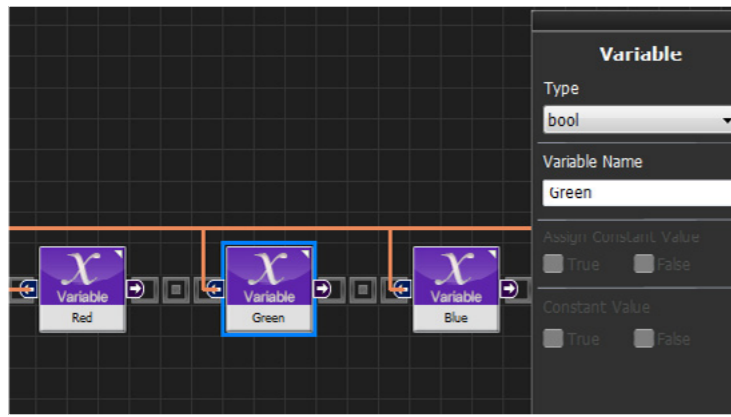 Variable
Type
bool
Variable Name
Green
Assign Constant Value
True
False
Constant Value
True
False
X
Variable
Red
X
Variable
Green
X
Variable
Blue